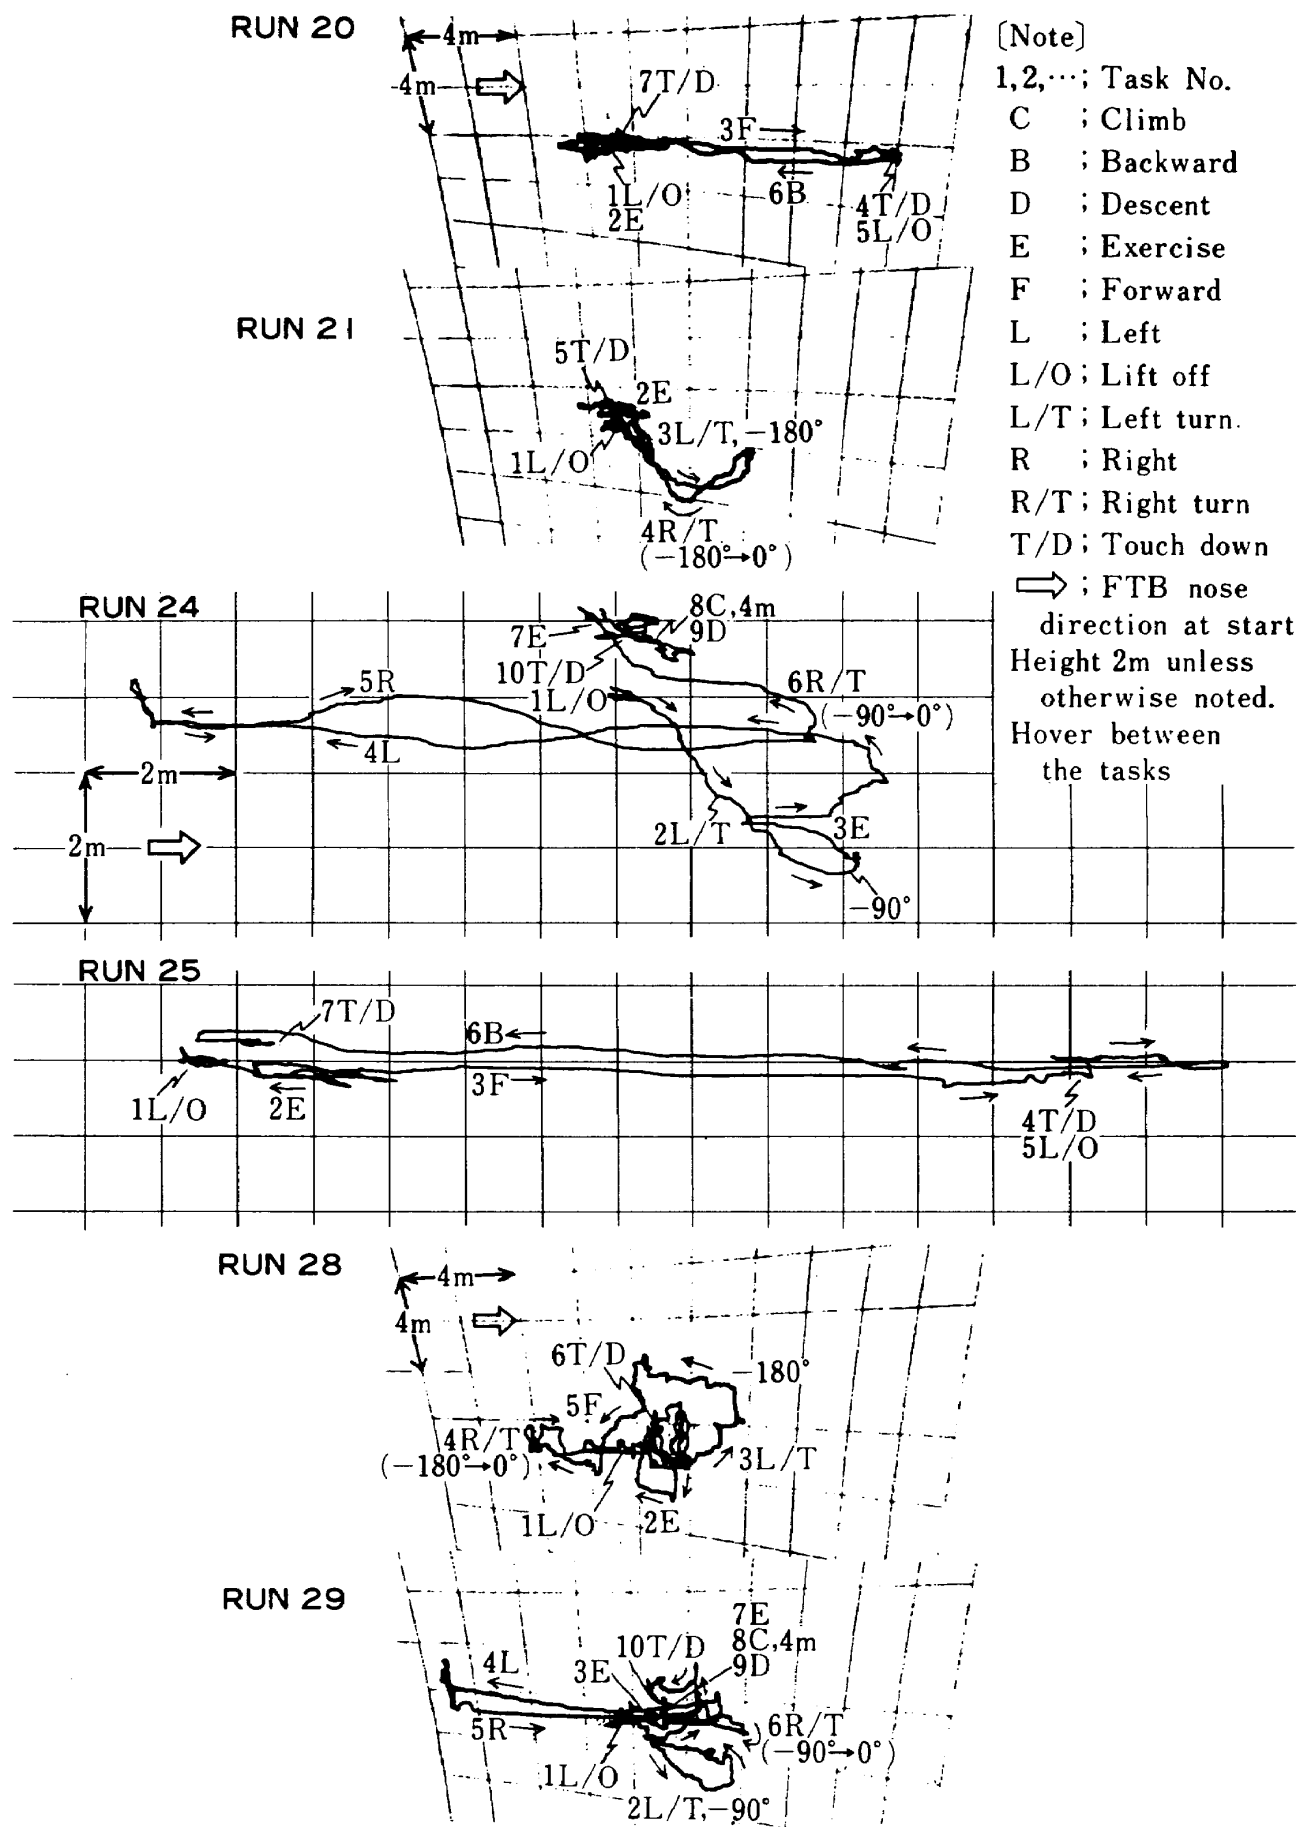 RUN 20
4m
4m
7T/D
3F
1L/O
2E
6B
4T/D
5L/O
[Note]
1,2,…; Task No.
C ; Climb
B ; Backward
D ; Descent
E ; Exercise
F ; Forward
L ; Left
L/O ; Lift off
L/T ; Left turn.
R ; Right
R/T ; Right turn
T/D ; Touch down
⇨ ; FTB nose
direction at start
Height 2m unless
otherwise noted.
Hover between
the tasks
RUN 21
5T/D
2E
3L/T, −180°
1L/O
4R/T
(−180°→0°)
RUN 24
8C,4m
7E
9D
10T/D
5R
1L/O
6R/T
(−90°→0°)
4L
2m
2L/T
3E
2m
−90°
RUN 25
7T/D
6B
3F
1L/O
2E
4T/D
5L/O
RUN 28
4m
4m
6T/D
−180°
5F
4R/T
(−180°→0°)
3L/T
1L/O
2E
RUN 29
7E
10T/D
8C,4m
4L
3E
9D
5R
6R/T
(−90°→0°)
1L/O
2L/T,−90°